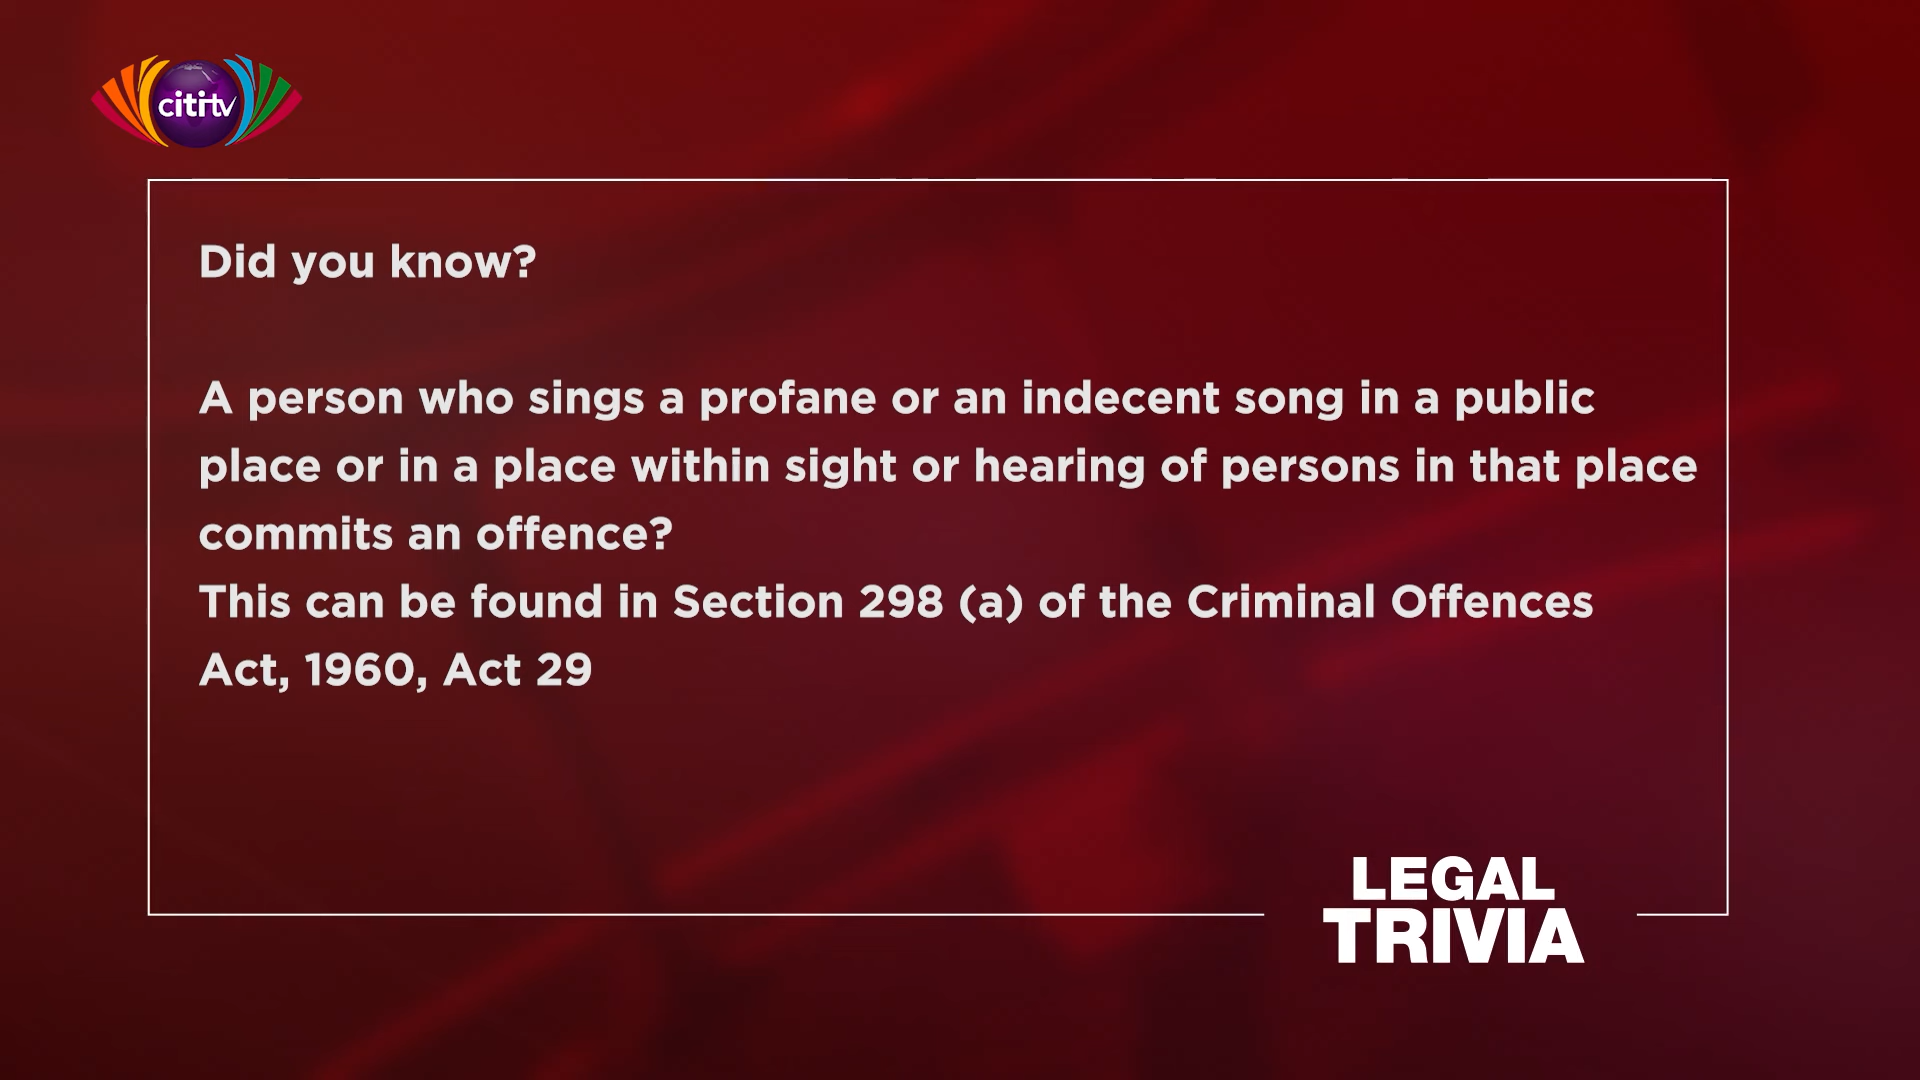 cititv
Did you know?
A person who sings a profane or an indecent song in a public
place or in a place within sight or hearing of persons in that place
commits an offence?
This can be found in Section 298 (a) of the Criminal Offences
Act, 1960, Act 29
LEGAL
TRIVIA